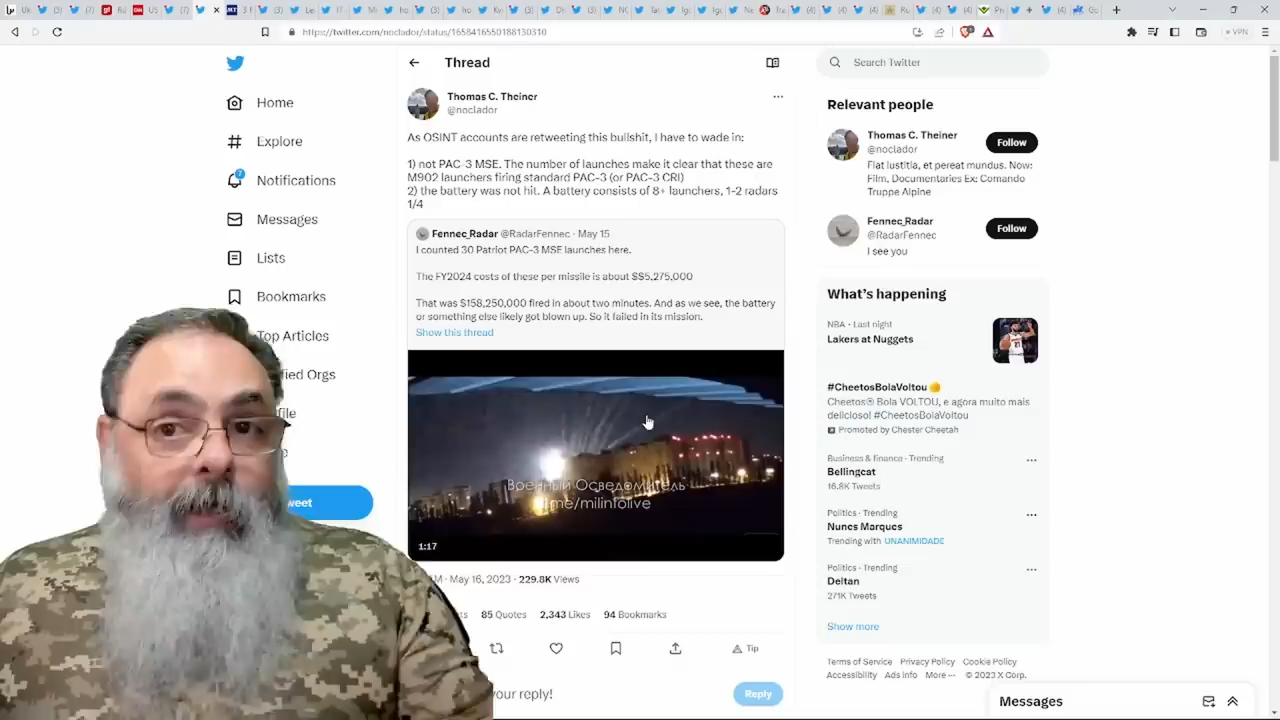 https://twitter.com/noclador/status/1658416550188130310
VPN
Home
Explore
7
Notifications
Messages
Lists
Bookmarks
Top Articles
Thread
Thomas C. Theiner
@noclador
As OSINT accounts are retweeting this bullshit, I have to wade in:
1) not PAC-3 MSE. The number of launches make it clear that these are
M902 launchers firing standard PAC-3 (or PAC-3 CRI)
2) the battery was not hit. A battery consists of 8+ launchers, 1-2 radars
1/4
Fennec_Radar @RadarFennec · May 15
I counted 30 Patriot PAC-3 MSE launches here.
The FY2024 costs of these per missile is about $S5,275,000
That was $158,250,000 fired in about two minutes. And as we see, the battery
or something else likely got blown up. So it failed in its mission.
Show this thread
Военный Осведомитель
t.me/milinfolive
1:17
May 16, 2023 · 229.8K Views
85 Quotes 2,343 Likes 94 Bookmarks
Tip
your reply!
Reply
Search Twitter
Relevant people
Thomas C. Theiner
@noclador
Follow
Fiat Iustitia, et pereat mundus. Now:
Film, Documentaries Ex: Comando
Truppe Alpine
Fennec_Radar
@RadarFennec
Follow
I see you
What's happening
NBA · Last night
Lakers at Nuggets
#CheetosBolaVoltou
Cheetos® Bola VOLTOU, e agora muito mais
delicioso! #CheetosBolaVoltou
Promoted by Chester Cheetah
Business & finance · Trending
Bellingcat
16.8K Tweets
Politics · Trending
Nunes Marques
Trending with UNANIMIDADE
Politics · Trending
Deltan
271K Tweets
Show more
Terms of Service Privacy Policy Cookie Policy
Accessibility Ads info More ··· © 2023 X Corp.
Messages